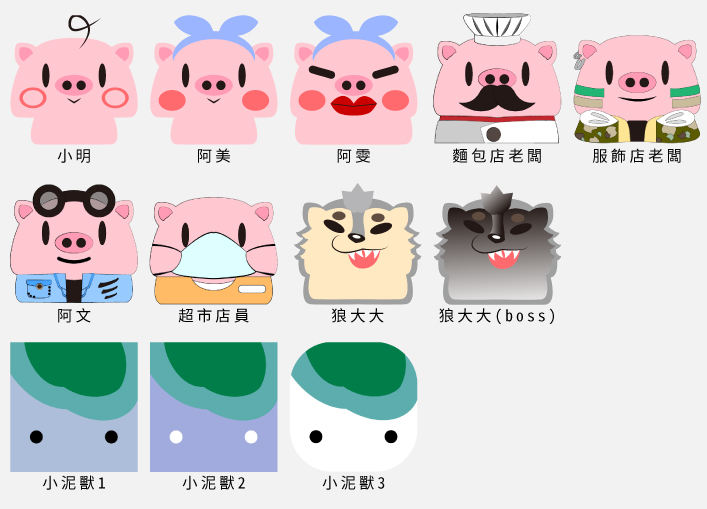 小明
阿美
阿雯
麵包店老闆
服飾店老闆
阿文
超市店員
狼大大
狼大大(boss)
小泥獸1
小泥獸2
小泥獸3